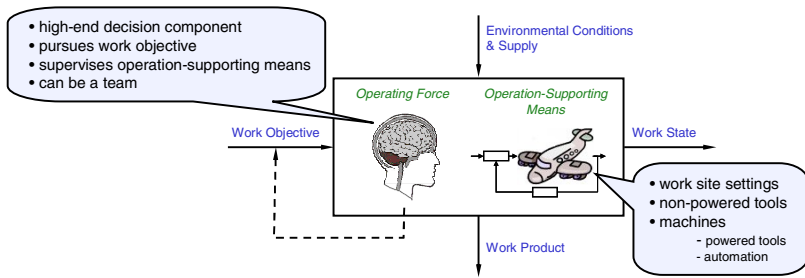 • high-end decision component
• pursues work objective
• supervises operation-supporting means
• can be a team
Environmental Conditions
& Supply
Operating Force
Operation-Supporting
Means
Work Objective
Work State
• work site settings
• non-powered tools
• machines
- powered tools
- automation
Work Product